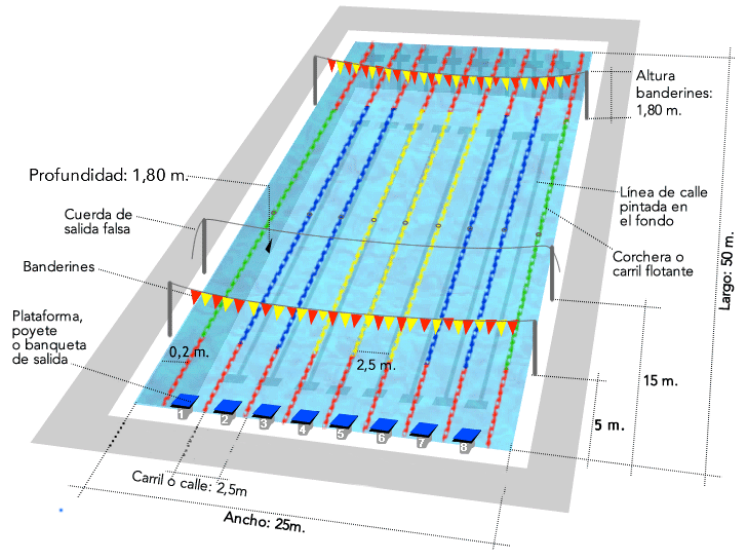 Altura
banderines:
1,80 m.
Profundidad: 1,80 m.
Línea de calle
pintada en
el fondo
Cuerda de
salida falsa
Corchera o
carril flotante
Largo: 50 m.
Banderines
Plataforma,
poyete
o banqueta
de salida
0,2 m.
2,5 m.
15 m.
5 m.
1
2
3
4
5
6
7
8
Carril o calle: 2,5m
Ancho: 25m.